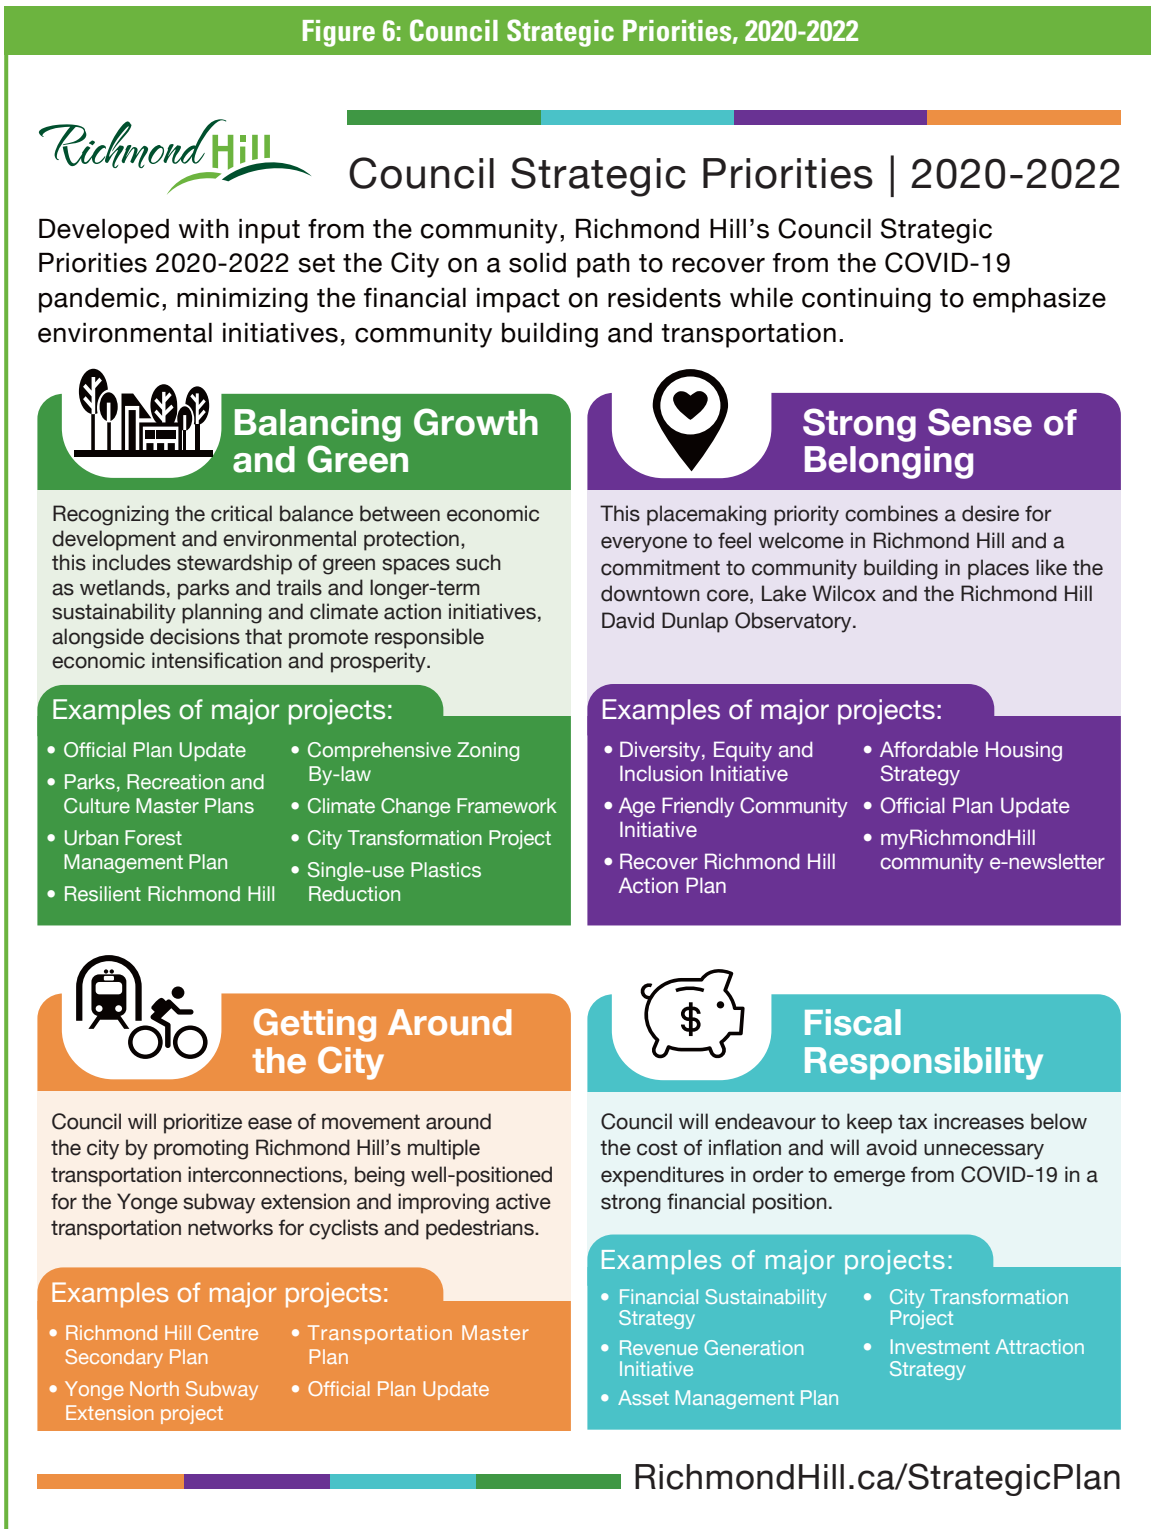 Figure 6: Council Strategic Priorities, 2020-2022
Richmond Hill
Council Strategic Priorities | 2020-2022
Developed with input from the community, Richmond Hill's Council Strategic
Priorities 2020-2022 set the City on a solid path to recover from the COVID-19
pandemic, minimizing the financial impact on residents while continuing to emphasize
environmental initiatives, community building and transportation.
Balancing Growth
and Green
Recognizing the critical balance between economic
development and environmental protection,
this includes stewardship of green spaces such
as wetlands, parks and trails and longer-term
sustainability planning and climate action initiatives,
alongside decisions that promote responsible
economic intensification and prosperity.
Examples of major projects:
• Official Plan Update
• Parks, Recreation and
Culture Master Plans
• Urban Forest
Management Plan
• Resilient Richmond Hill
• Comprehensive Zoning
By-law
• Climate Change Framework
• City Transformation Project
• Single-use Plastics
Reduction
Strong Sense of
Belonging
This placemaking priority combines a desire for
everyone to feel welcome in Richmond Hill and a
commitment to community building in places like the
downtown core, Lake Wilcox and the Richmond Hill
David Dunlap Observatory.
Examples of major projects:
• Diversity, Equity and
Inclusion Initiative
• Age Friendly Community
Initiative
• Recover Richmond Hill
Action Plan
• Affordable Housing
Strategy
• Official Plan Update
• myRichmondHill
community e-newsletter
Getting Around
the City
Council will prioritize ease of movement around
the city by promoting Richmond Hill's multiple
transportation interconnections, being well-positioned
for the Yonge subway extension and improving active
transportation networks for cyclists and pedestrians.
Examples of major projects:
• Richmond Hill Centre
Secondary Plan
• Yonge North Subway
Extension project
• Transportation Master
Plan
• Official Plan Update
$
Fiscal
Responsibility
Council will endeavour to keep tax increases below
the cost of inflation and will avoid unnecessary
expenditures in order to emerge from COVID-19 in a
strong financial position.
Examples of major projects:
• Financial Sustainability
Strategy
• Revenue Generation
Initiative
• Asset Management Plan
• City Transformation
Project
• Investment Attraction
Strategy
RichmondHill.ca/StrategicPlan